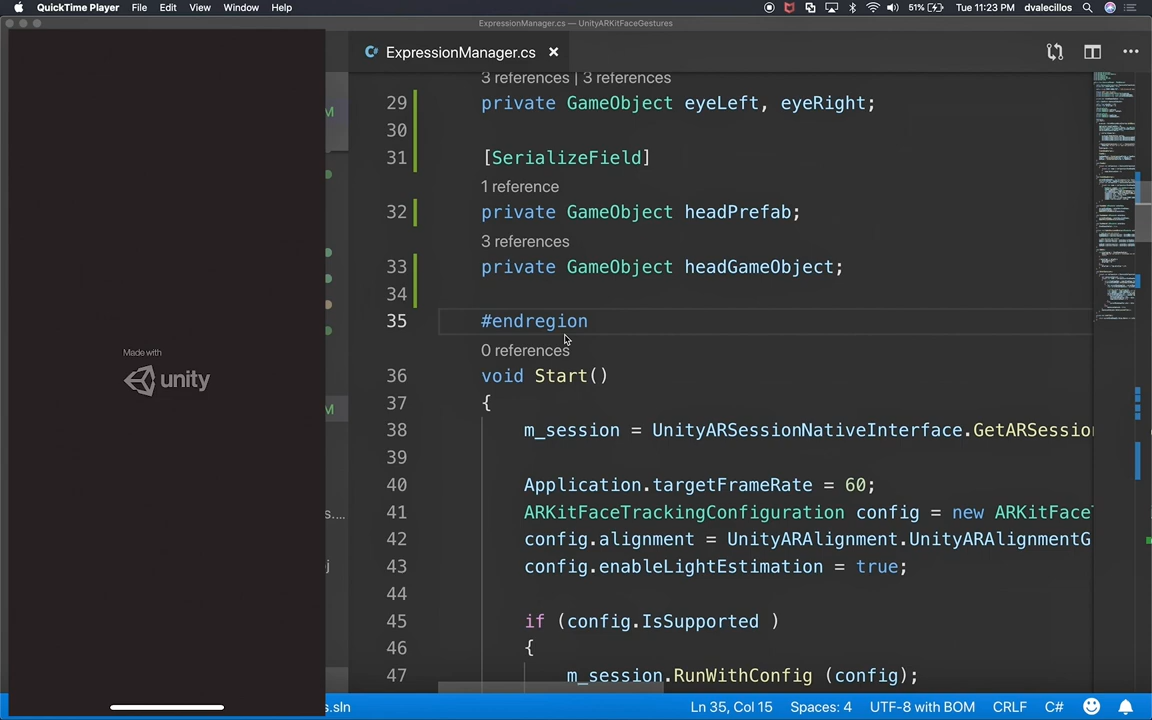 QuickTime Player File Edit View Window Help 51% Tue 11:23 PM dvalecillos
ExpressionManager.cs — UnityARKitFaceGestures
ExpressionManager.cs
3 references | 3 references
29 private GameObject eyeLeft, eyeRight;
30
31 [SerializeField]
1 reference
32 private GameObject headPrefab;
3 references
33 private GameObject headGameObject;
34
35 #endregion
0 references
36 void Start()
37 {
38 m_session = UnityARSessionNativeInterface.GetARSession
39
40 Application.targetFrameRate = 60;
41 ARKitFaceTrackingConfiguration config = new ARKitFaceT
42 config.alignment = UnityARAlignment.UnityARAlignmentG
43 config.enableLightEstimation = true;
44
45 if (config.IsSupported )
46 {
47 m_session.RunWithConfig (config);
Made with
unity
M
M
s....
j
s.sln Ln 35, Col 15 Spaces: 4 UTF-8 with BOM CRLF C#